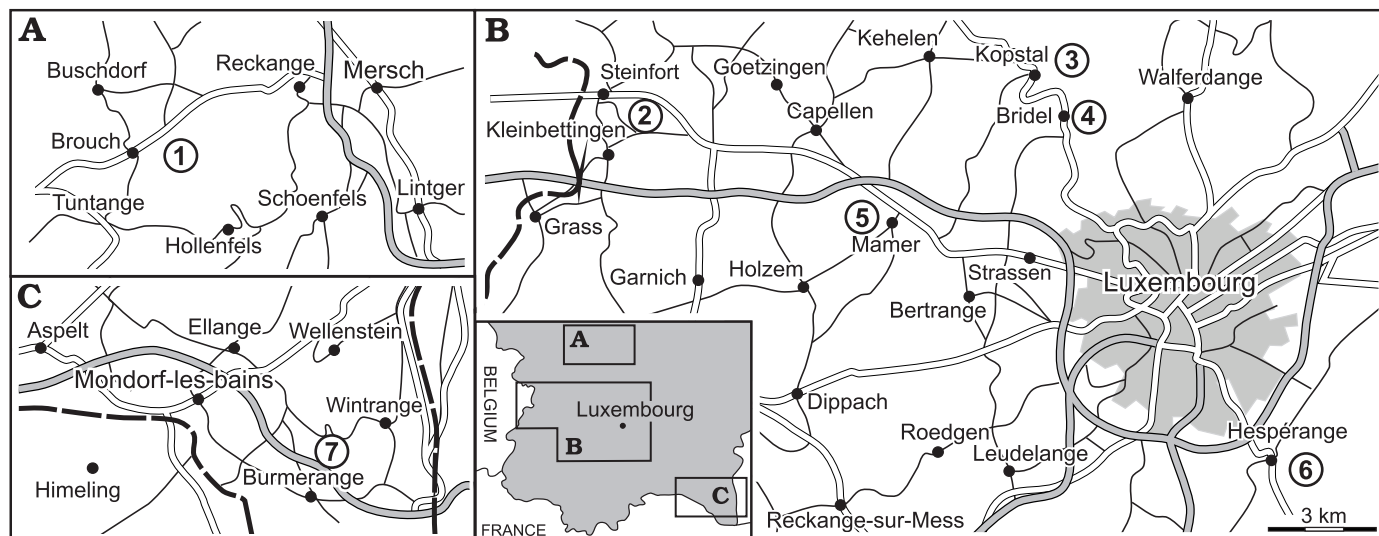 A
Buschdorf
Reckange
Mersch
Brouch
1
Tuntange
Schoenfels
Lintger
Hollenfels
B
Kehelen
Kopstal
3
Steinfort
Goetzingen
Walferdange
2
Capellen
Bridel
4
Kleinbettingen
Grass
5
Mamer
Garnich
Holzem
Strassen
Luxembourg
Bertrange
Dippach
Roedgen
Leudelange
Hespérange
6
Reckange-sur-Mess
3 km
C
Aspelt
Ellange
Wellenstein
Mondorf-les-bains
Wintrange
7
Himeling
Burmerange
A
BELGIUM
Luxembourg
B
C
FRANCE